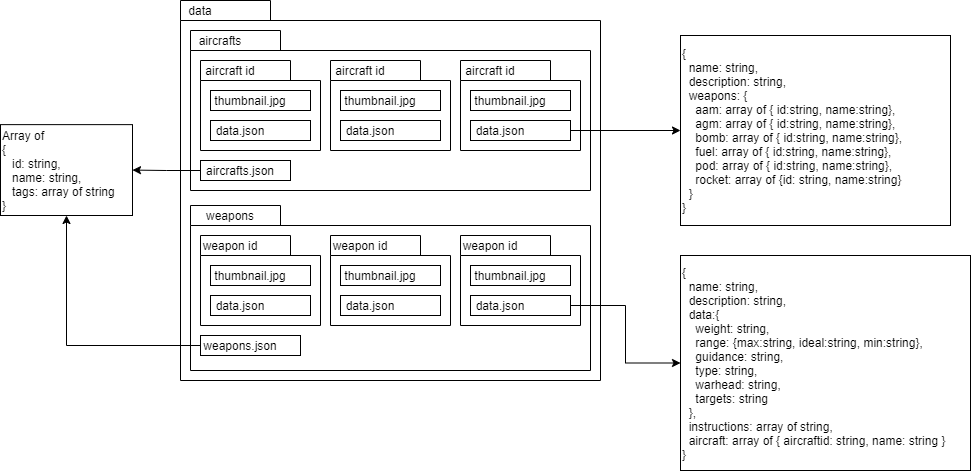 data
aircrafts
aircraft id
aircraft id
aircraft id
thumbnail.jpg
thumbnail.jpg
thumbnail.jpg
data.json
data.json
data.json
aircrafts.json
weapons
weapon id
weapon id
weapon id
thumbnail.jpg
thumbnail.jpg
thumbnail.jpg
data.json
data.json
data.json
weapons.json
Array of
{
id: string,
name: string,
tags: array of string
}
{
name: string,
description: string,
weapons: {
aam: array of { id:string, name:string},
agm: array of { id:string, name:string},
bomb: array of { id:string, name:string},
fuel: array of { id:string, name:string},
pod: array of { id:string, name:string},
rocket: array of {id: string, name:string}
}
}
{
name: string,
description: string,
data:{
weight: string,
range: {max:string, ideal:string, min:string},
guidance: string,
type: string,
warhead: string,
targets: string
},
instructions: array of string,
aircraft: array of { aircraftid: string, name: string }
}